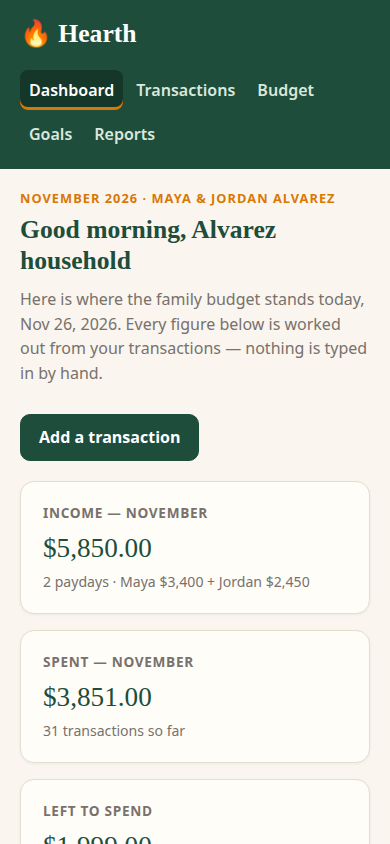 🔥 Hearth
Dashboard Transactions Budget
Goals Reports
NOVEMBER 2026 · MAYA & JORDAN ALVAREZ
Good morning, Alvarez
household
Here is where the family budget stands today,
Nov 26, 2026. Every figure below is worked
out from your transactions — nothing is typed
in by hand.
Add a transaction
INCOME — NOVEMBER
$5,850.00
2 paydays · Maya $3,400 + Jordan $2,450
SPENT — NOVEMBER
$3,851.00
31 transactions so far
LEFT TO SPEND
$1,999.00